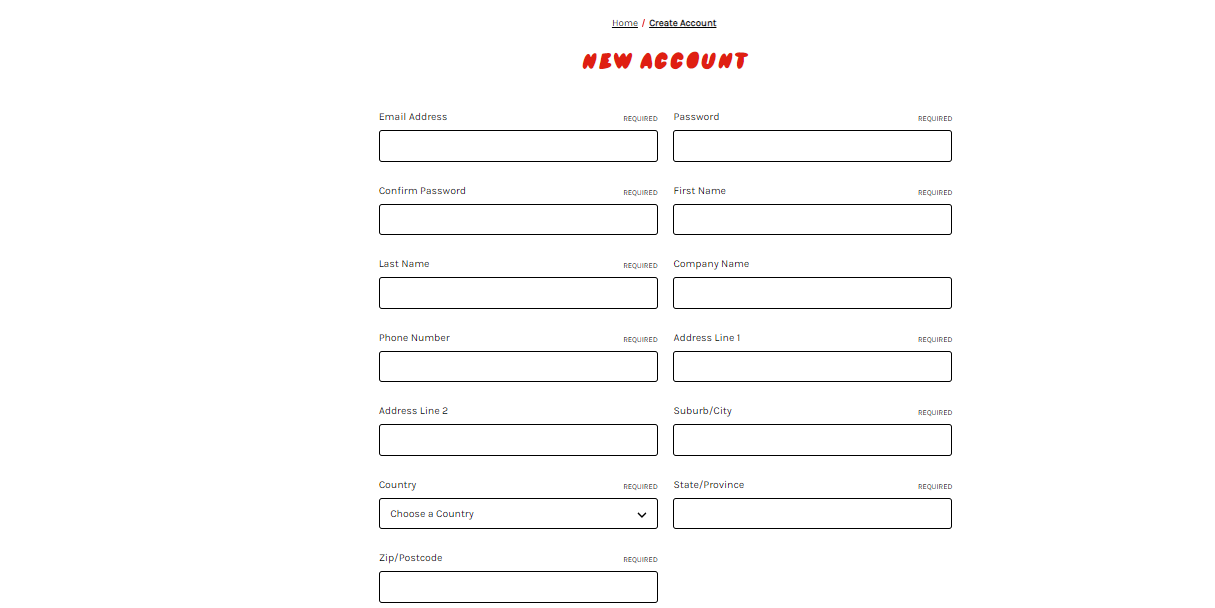 Home / Create Account
NEW ACCOUNT
Email Address REQUIRED Password REQUIRED
Confirm Password REQUIRED First Name REQUIRED
Last Name REQUIRED Company Name
Phone Number REQUIRED Address Line 1 REQUIRED
Address Line 2 Suburb/City REQUIRED
Country REQUIRED State/Province REQUIRED
Choose a Country
Zip/Postcode REQUIRED